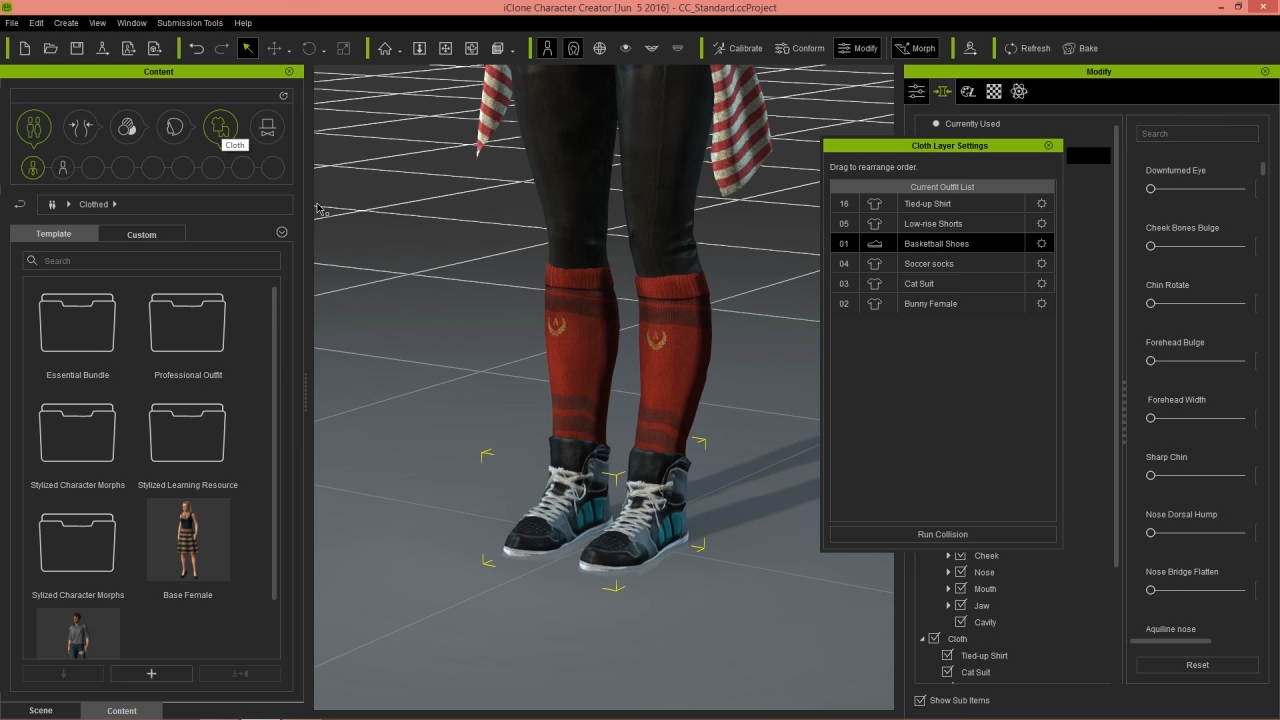 iClone Character Creator [Jun 5 2016] - CC_Standard.ccProject
File Edit Create View Window Submission Tools Help
Calibrate Conform Modify Morph Refresh Bake
Content
Cloth
Clothed
Template Custom
Search
Essential Bundle Professional Outfit
Stylized Character Morphs Stylized Learning Resource
Sylized Character Morphs Base Female
Scene Content
A A
Cloth Layer Settings
Drag to rearrange order.
Current Outfit List
16 Tied-up Shirt
05 Low-rise Shorts
01 Basketball Shoes
04 Soccer socks
03 Cat Suit
02 Bunny Female
Run Collision
Modify
Currently Used
Cheek
Nose
Mouth
Jaw
Cavity
Cloth
Tied-up Shirt
Cat Suit
Show Sub Items
Search
Downturned Eye
Cheek Bones Bulge
Chin Rotate
Forehead Bulge
Forehead Width
Sharp Chin
Nose Dorsal Hump
Nose Bridge Flatten
Aquiline nose
Reset